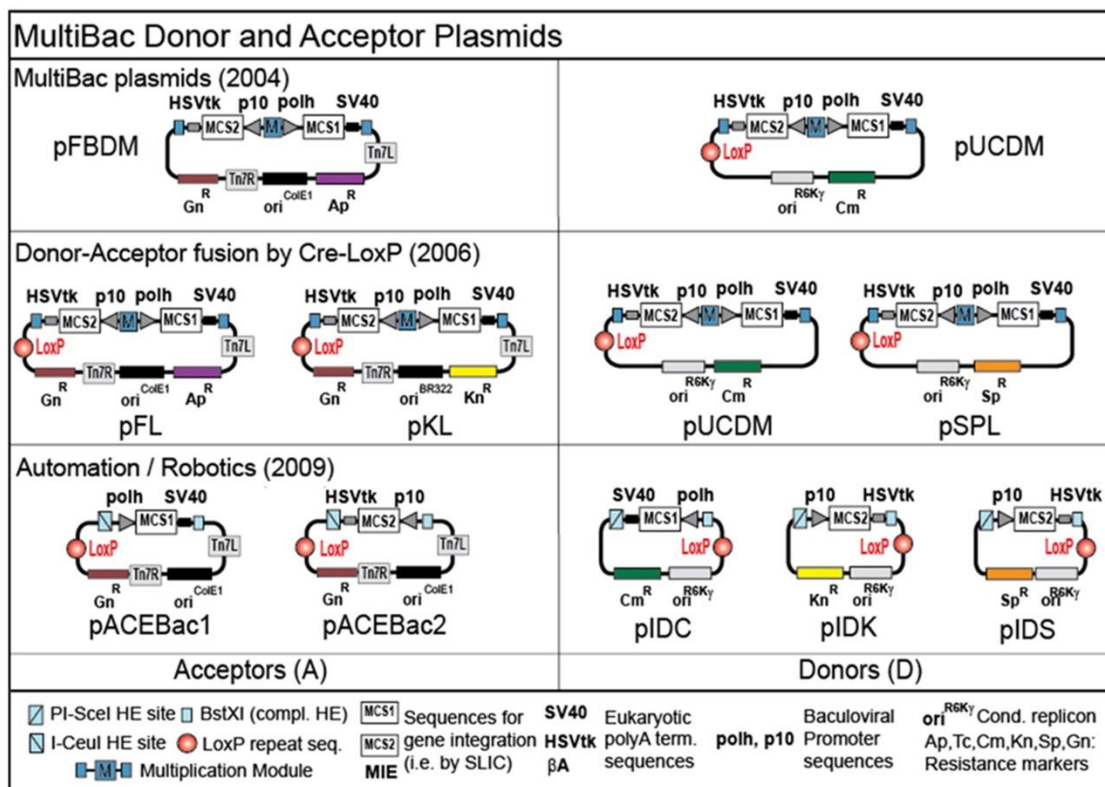 MultiBac Donor and Acceptor Plasmids
MultiBac plasmids (2004)
HSVtk p10 polh SV40
MCS2 M MCS1
pFBDM
Tn7L
Tn7R
Gn R ori ColE1 Ap R
HSVtk p10 polh SV40
MCS2 M MCS1
LoxP
pUCDM
ori R6Kγ Cm R
Donor-Acceptor fusion by Cre-LoxP (2006)
HSVtk p10 polh SV40
MCS2 M MCS1
LoxP
Tn7L
Tn7R
Gn R ori ColE1 Ap R
pFL
HSVtk p10 polh SV40
MCS2 M MCS1
LoxP
Tn7L
Tn7R
Gn R ori BR322 Kn R
pKL
HSVtk p10 polh SV40
MCS2 M MCS1
LoxP
ori R6Kγ Cm R
pUCDM
HSVtk p10 polh SV40
MCS2 M MCS1
LoxP
ori R6Kγ Sp R
pSPL
Automation / Robotics (2009)
polh SV40
MCS1
LoxP
Tn7L
Tn7R
Gn R ori ColE1
pACEBac1
HSVtk p10
MCS2
LoxP
Tn7L
Tn7R
Gn R ori ColE1
pACEBac2
SV40 polh
MCS1
LoxP
Cm R ori R6Kγ
pIDC
p10 HSVtk
MCS2
LoxP
Kn R ori R6Kγ
pIDK
p10 HSVtk
MCS2
LoxP
Sp R ori R6Kγ
pIDS
Acceptors (A)
Donors (D)
PI-SceI HE site
BstXI (compl. HE)
I-CeuI HE site
LoxP repeat seq.
M Multiplication Module
MCS1
MCS2
MIE
Sequences for
gene integration
(i.e. by SLIC)
SV40
HSVtk
βA
Eukaryotic
polyA term.
sequences
polh, p10
Baculoviral
Promoter
sequences
ori R6Kγ Cond. replicon
Ap,Tc,Cm,Kn,Sp,Gn:
Resistance markers